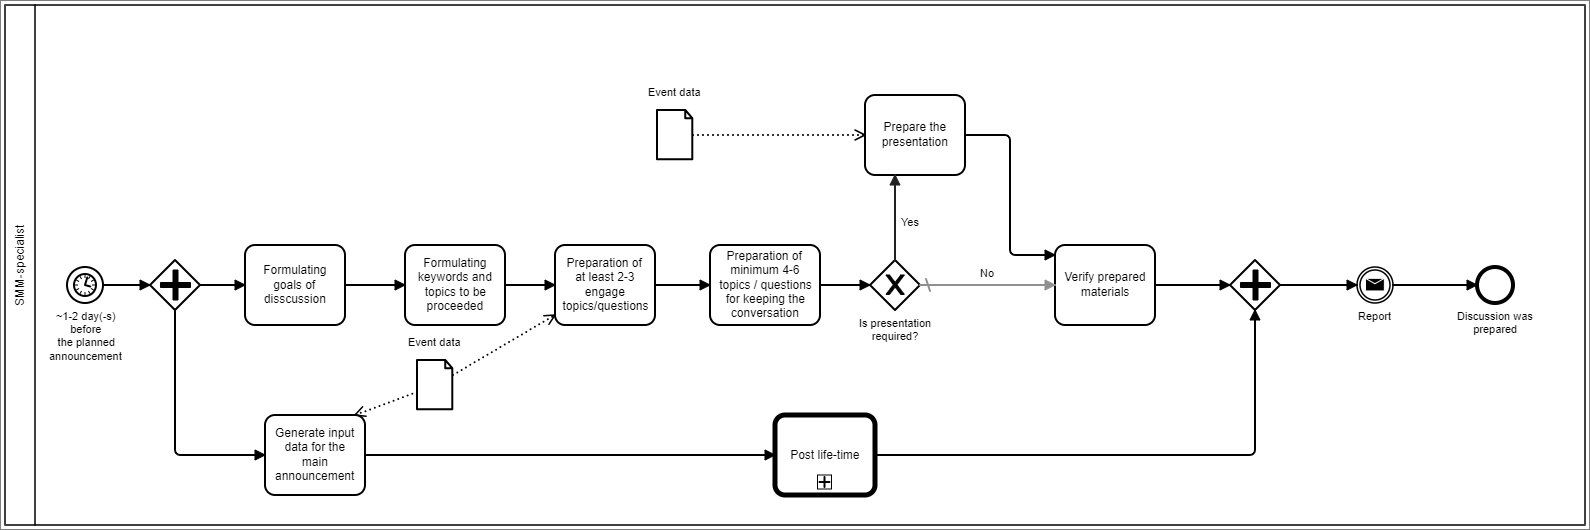 SMM-specialist
~1-2 day(-s)
before
the planned
announcement
Formulating
goals of
disscussion
Formulating
keywords and
topics to be
proceeded
Event data
Preparation of
at least 2-3
engage
topics/questions
Preparation of
minimum 4-6
topics / questions
for keeping the
conversation
Event data
Prepare the
presentation
Yes
Is presentation
required?
No
Verify prepared
materials
Generate input
data for the
main
announcement
Post life-time
Report
Discussion was
prepared